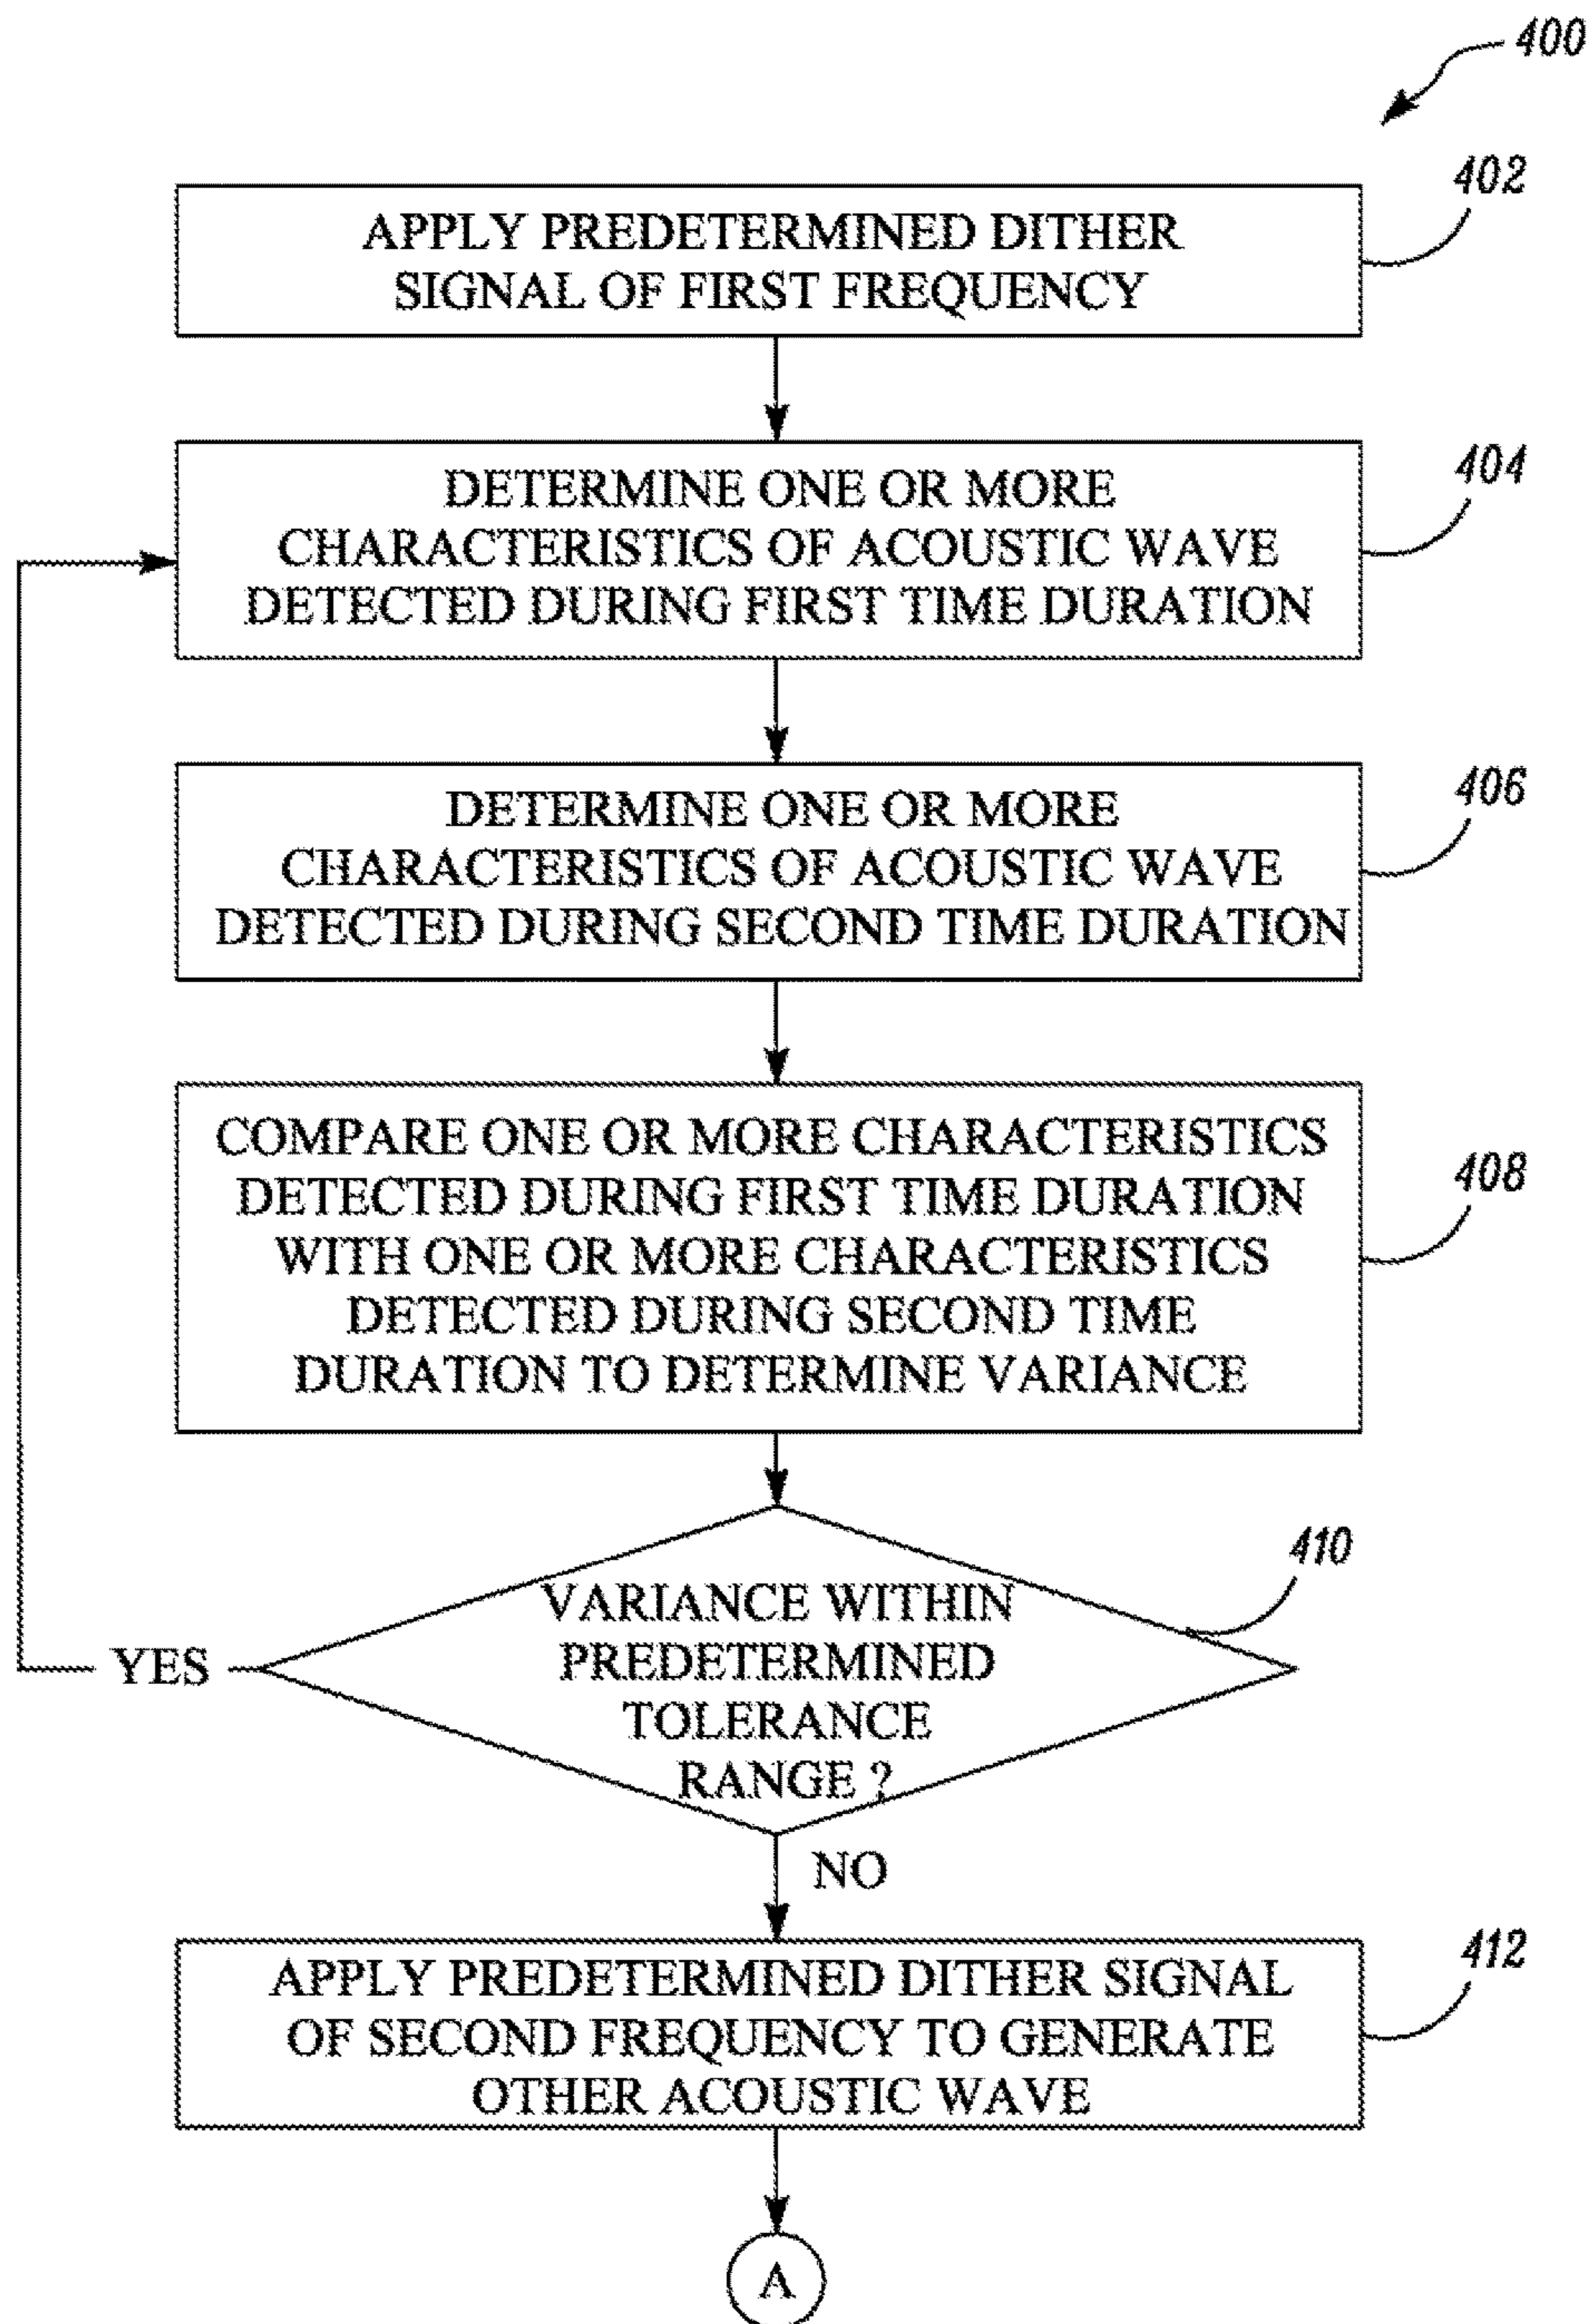 400
402
APPLY PREDETERMINED DITHER
SIGNAL OF FIRST FREQUENCY
404
DETERMINE ONE OR MORE
CHARACTERISTICS OF ACOUSTIC WAVE
DETECTED DURING FIRST TIME DURATION
406
DETERMINE ONE OR MORE
CHARACTERISTICS OF ACOUSTIC WAVE
DETECTED DURING SECOND TIME DURATION
408
COMPARE ONE OR MORE CHARACTERISTICS
DETECTED DURING FIRST TIME DURATION
WITH ONE OR MORE CHARACTERISTICS
DETECTED DURING SECOND TIME
DURATION TO DETERMINE VARIANCE
410
VARIANCE WITHIN
PREDETERMINED
TOLERANCE
RANGE ?
YES
NO
412
APPLY PREDETERMINED DITHER SIGNAL
OF SECOND FREQUENCY TO GENERATE
OTHER ACOUSTIC WAVE
A